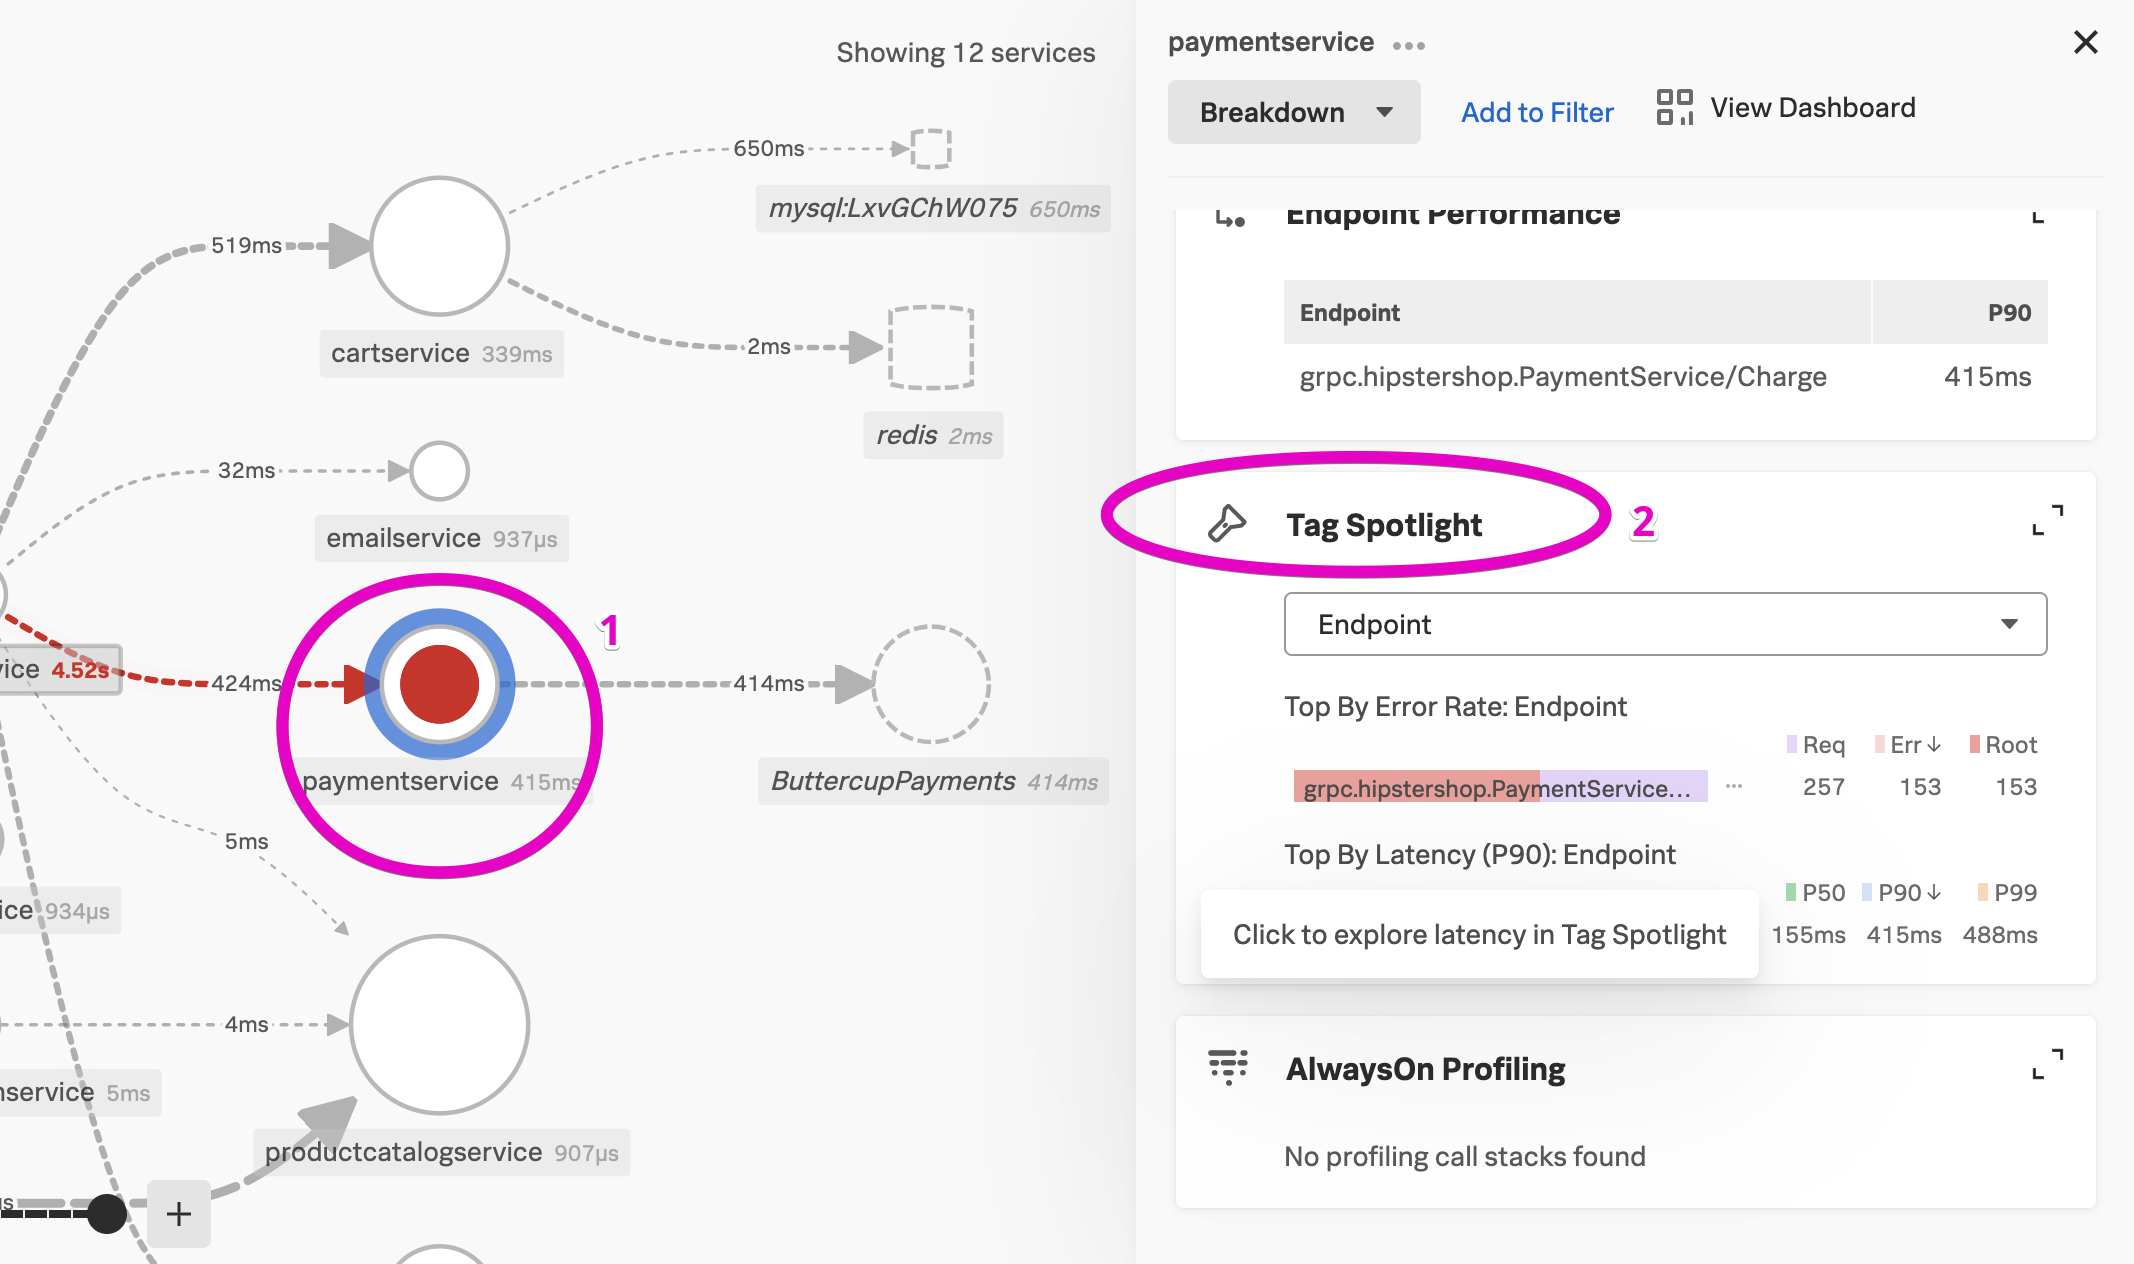 Showing 12 services
650ms
mysql:LxvGChW075 650ms
519ms
cartservice 339ms
2ms
redis 2ms
32ms
emailservice 937µs
1
vice 4.52s
424ms
414ms
paymentservice 415ms
ButtercupPayments 414ms
5ms
ice 934µs
4ms
nservice 5ms
productcatalogservice 907µs
+
paymentservice
Breakdown
Add to Filter
View Dashboard
Endpoint Performance
Endpoint P90
grpc.hipstershop.PaymentService/Charge 415ms
Tag Spotlight
2
Endpoint
Top By Error Rate: Endpoint
Req Err↓ Root
grpc.hipstershop.PaymentService… ··· 257 153 153
Top By Latency (P90): Endpoint
P50 P90↓ P99
Click to explore latency in Tag Spotlight
155ms 415ms 488ms
AlwaysOn Profiling
No profiling call stacks found